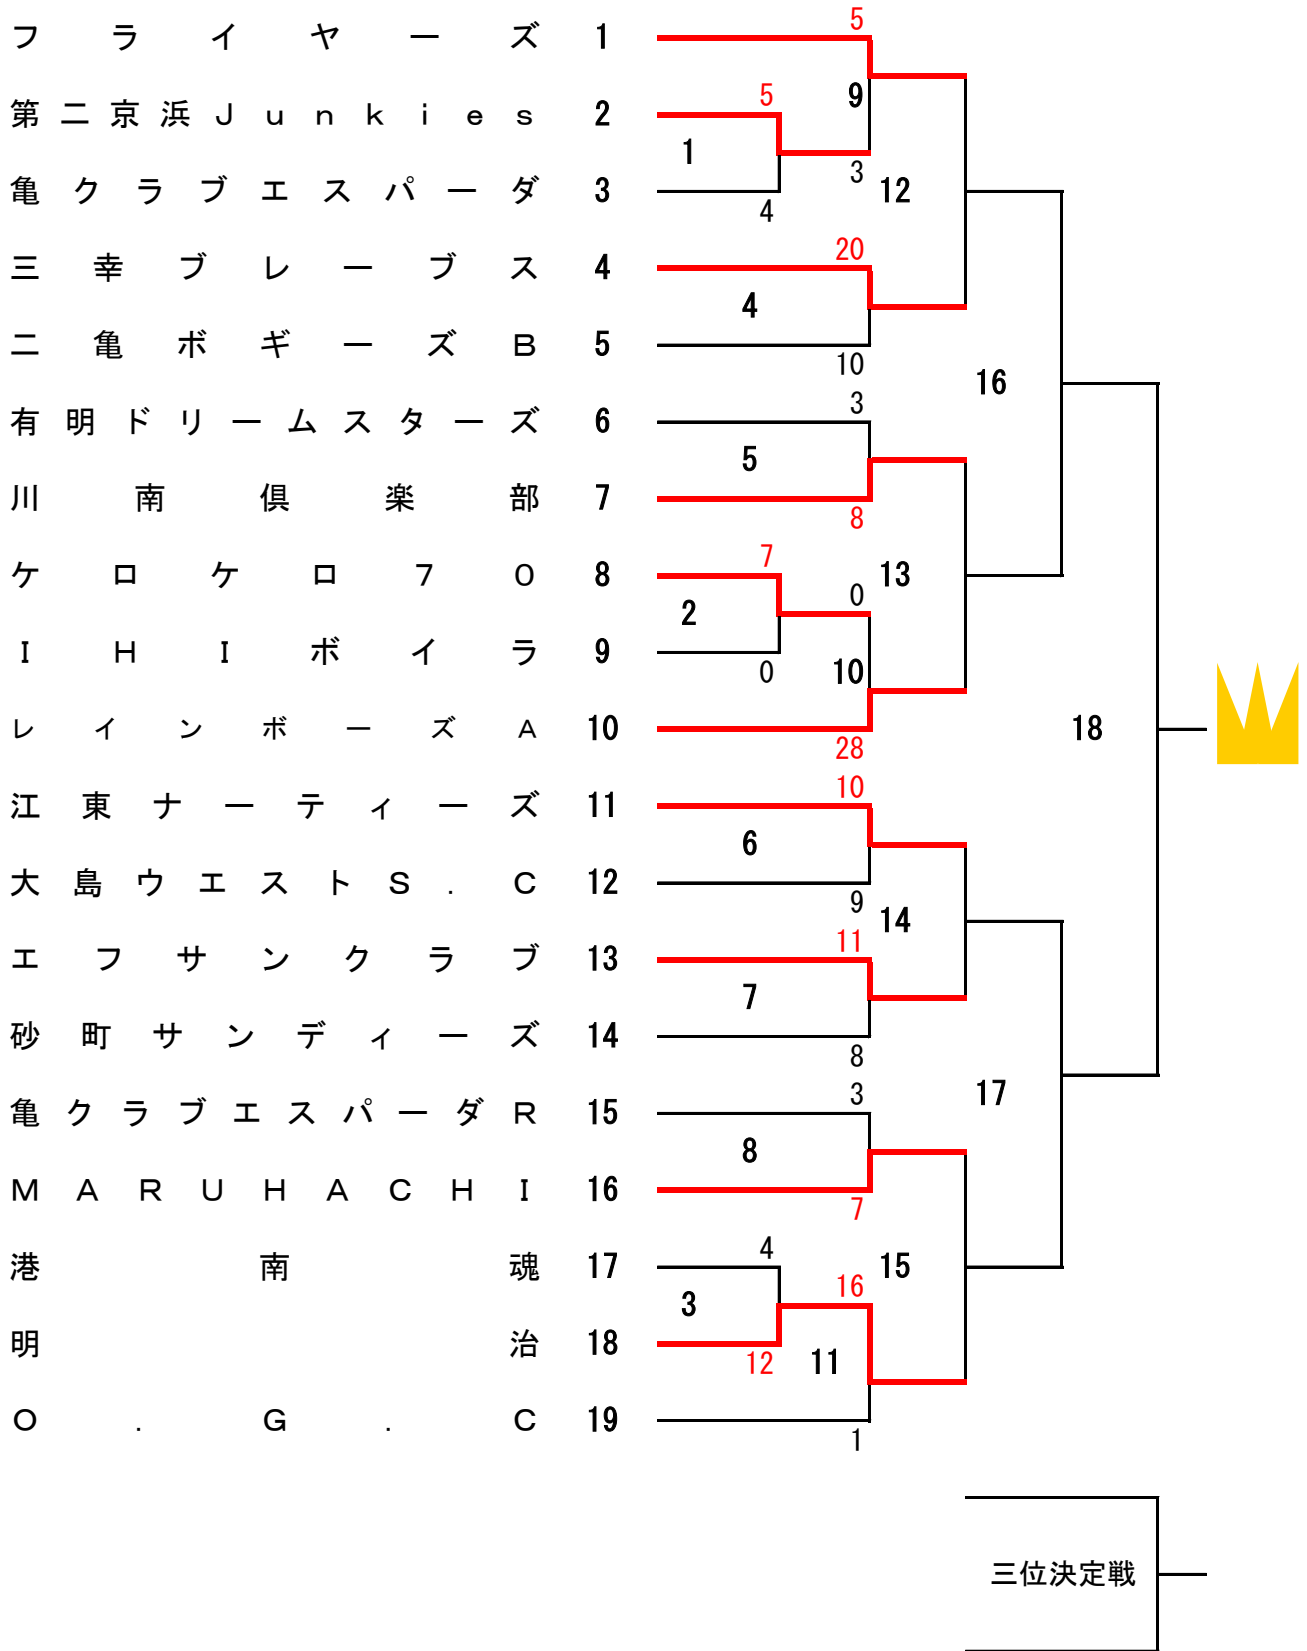 5
フライヤーズ 1
9
第二京浜Junkies 2 5
1
3
亀クラブエスパーダ 3 12
4
20
三幸ブレーブス 4
4
二亀ボギーズB 5
10
16
3
有明ドリームスターズ 6
5
川南倶楽部 7
8
7
ケロケロ70 8 13
0
2
IHIボイラ 9
0 10
レインボーズA 10 18
28
10
江東ナーティーズ 11
6
大島ウエストS.C 12
9 14
11
エフサンクラブ 13
7
砂町サンディーズ 14
8
3 17
亀クラブエスパーダR 15
8
MARUHACHI 16
7
4
港南魂 17 15
16
3
明治 18
12 11
O.G.C 19
1
三位決定戦